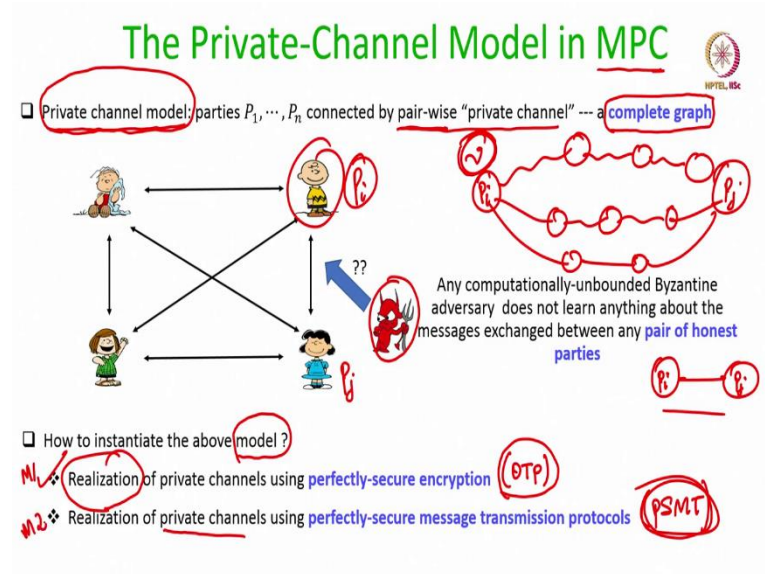 The Private-Channel Model in MPC
NPTEL, IISc
❑ Private channel model: parties P₁, ⋯, Pₙ connected by pair-wise "private channel" --- a complete graph
Pi
v
Pi
Pj
??
Any computationally-unbounded Byzantine
adversary does not learn anything about the
messages exchanged between any pair of honest
parties
Pj
Pi
Pj
❑ How to instantiate the above model ?
M1 ❖ Realization of private channels using perfectly-secure encryption (OTP)
M2 ❖ Realization of private channels using perfectly-secure message transmission protocols PSMT